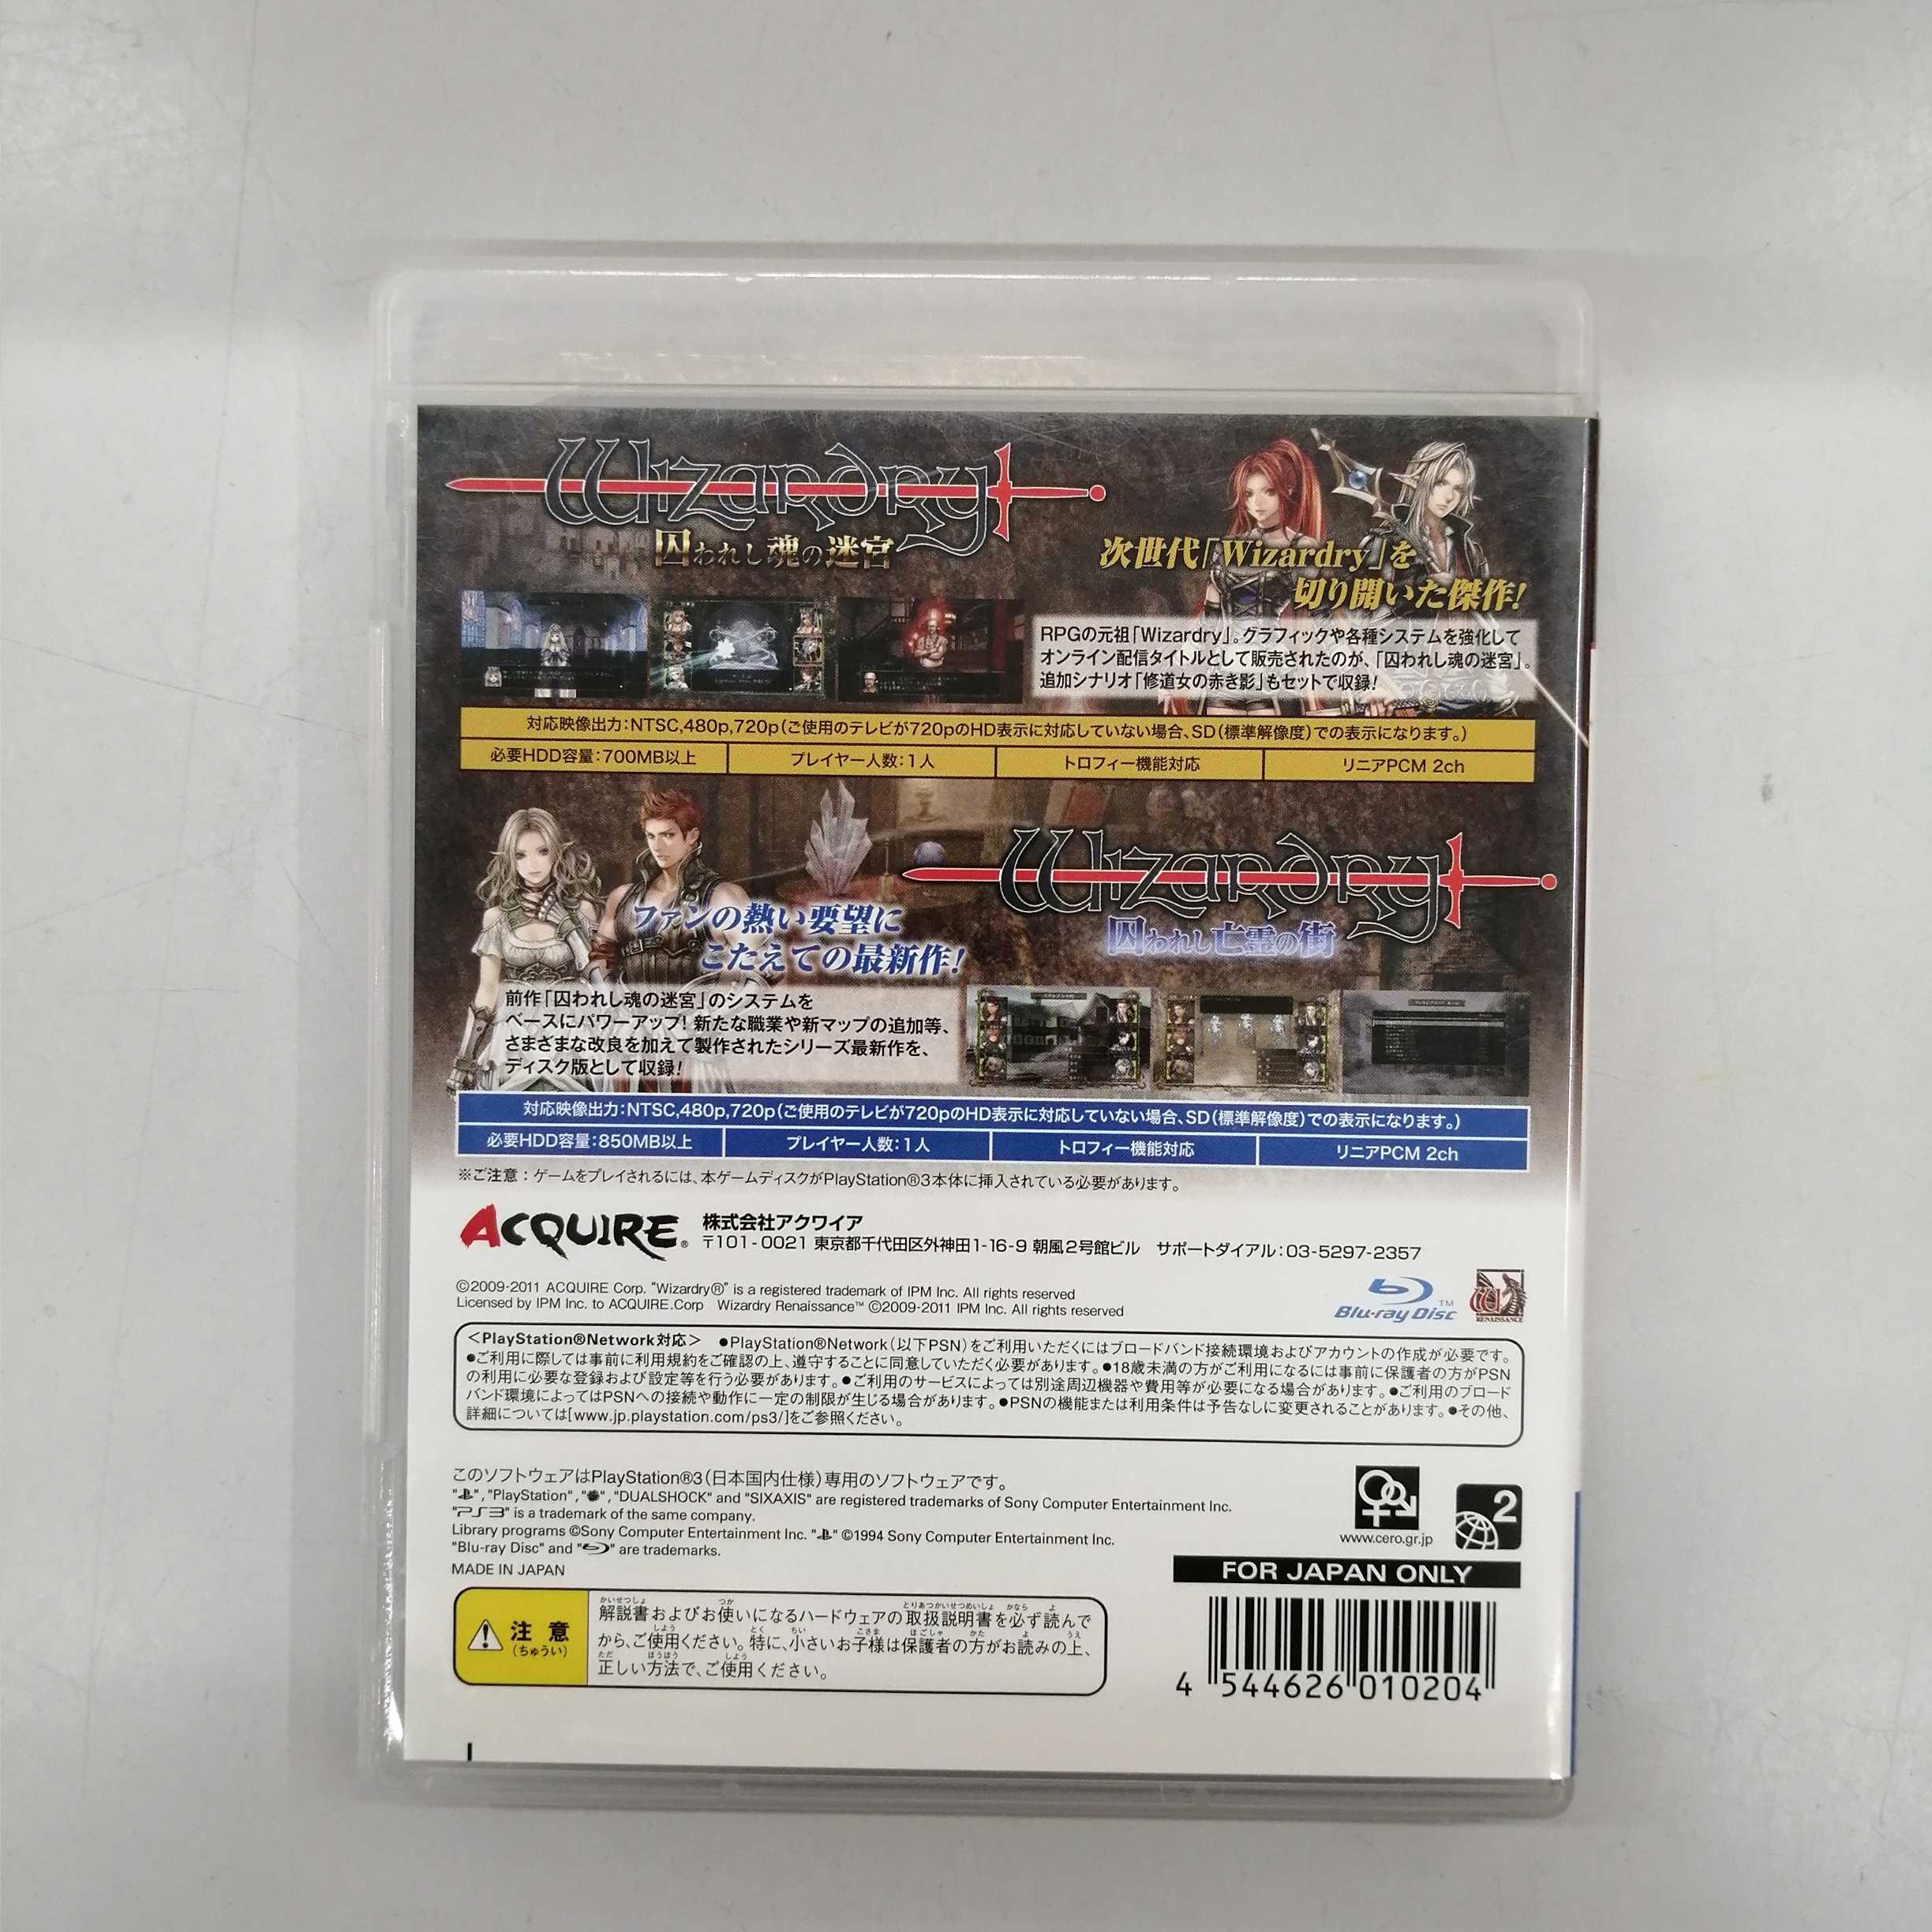 Wizardry
囚われし魂の迷宮
次世代「Wizardry」を
切り開いた傑作!
RPGの元祖「Wizardry」。グラフィックや各種システムを強化して
オンライン配信タイトルとして販売されたのが、「囚われし魂の迷宮」。
追加シナリオ「修道女の赤き影」もセットで収録!
対応映像出力:NTSC,480p,720p(ご使用のテレビが720pのHD表示に対応していない場合、SD(標準解像度)での表示になります。)
必要HDD容量:700MB以上 プレイヤー人数:1人 トロフィー機能対応 リニアPCM 2ch
Wizardry
囚われし亡霊の街
ファンの熱い要望に
こたえての最新作!
前作「囚われし魂の迷宮」のシステムを
ベースにパワーアップ! 新たな職業や新マップの追加等、
さまざまな改良を加えて製作されたシリーズ最新作を、
ディスク版として収録!
対応映像出力:NTSC,480p,720p(ご使用のテレビが720pのHD表示に対応していない場合、SD(標準解像度)での表示になります。)
必要HDD容量:850MB以上 プレイヤー人数:1人 トロフィー機能対応 リニアPCM 2ch
※ご注意:ゲームをプレイされるには、本ゲームディスクがPlayStation®3本体に挿入されている必要があります。
ACQUIRE® 株式会社アクワイア
〒101-0021 東京都千代田区外神田1-16-9 朝風2号館ビル サポートダイアル:03-5297-2357
©2009-2011 ACQUIRE Corp. "Wizardry®" is a registered trademark of IPM Inc. All rights reserved
Licensed by IPM Inc. to ACQUIRE.Corp Wizardry Renaissance™ ©2009-2011 IPM Inc. All rights reserved
Blu-ray Disc™
RENAISSANCE
<PlayStation®Network対応> ●PlayStation®Network(以下PSN)をご利用いただくにはブロードバンド接続環境およびアカウントの作成が必要です。
●ご利用に際しては事前に利用規約をご確認の上、遵守することに同意していただく必要があります。●18歳未満の方がご利用になるには事前に保護者の方がPSN
の利用に必要な登録および設定等を行う必要があります。●ご利用のサービスによっては別途周辺機器や費用等が必要になる場合があります。●ご利用のブロード
バンド環境によってはPSNへの接続や動作に一定の制限が生じる場合があります。●PSNの機能または利用条件は予告なしに変更されることがあります。●その他、
詳細については[www.jp.playstation.com/ps3/]をご参照ください。
このソフトウェアはPlayStation®3(日本国内仕様)専用のソフトウェアです。
" ", "PlayStation", " ", "DUALSHOCK" and "SIXAXIS" are registered trademarks of Sony Computer Entertainment Inc.
"PS3" is a trademark of the same company.
Library programs ©Sony Computer Entertainment Inc. " " ©1994 Sony Computer Entertainment Inc.
"Blu-ray Disc" and " " are trademarks.
MADE IN JAPAN
www.cero.gr.jp
2
FOR JAPAN ONLY
注意
(ちゅうい)
解説書およびお使いになるハードウェアの取扱説明書を必ず読んで
から、ご使用ください。特に、小さいお子様は保護者の方がお読みの上、
正しい方法で、ご使用ください。
4 544626 010204